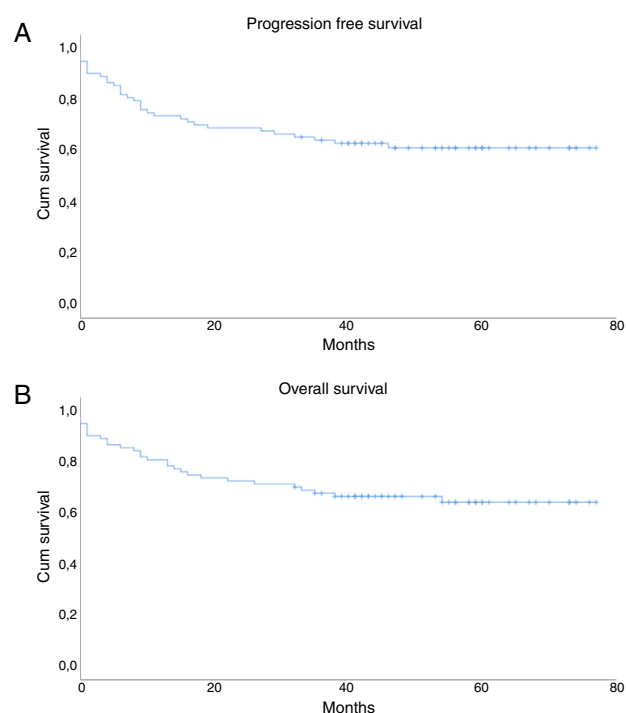 A
Progression free survival
1,0
0,8
0,6
0,4
0,2
0,0
Cum survival
0 20 40 60 80
Months
B
Overall survival
1,0
0,8
0,6
0,4
0,2
0,0
Cum survival
0 20 40 60 80
Months